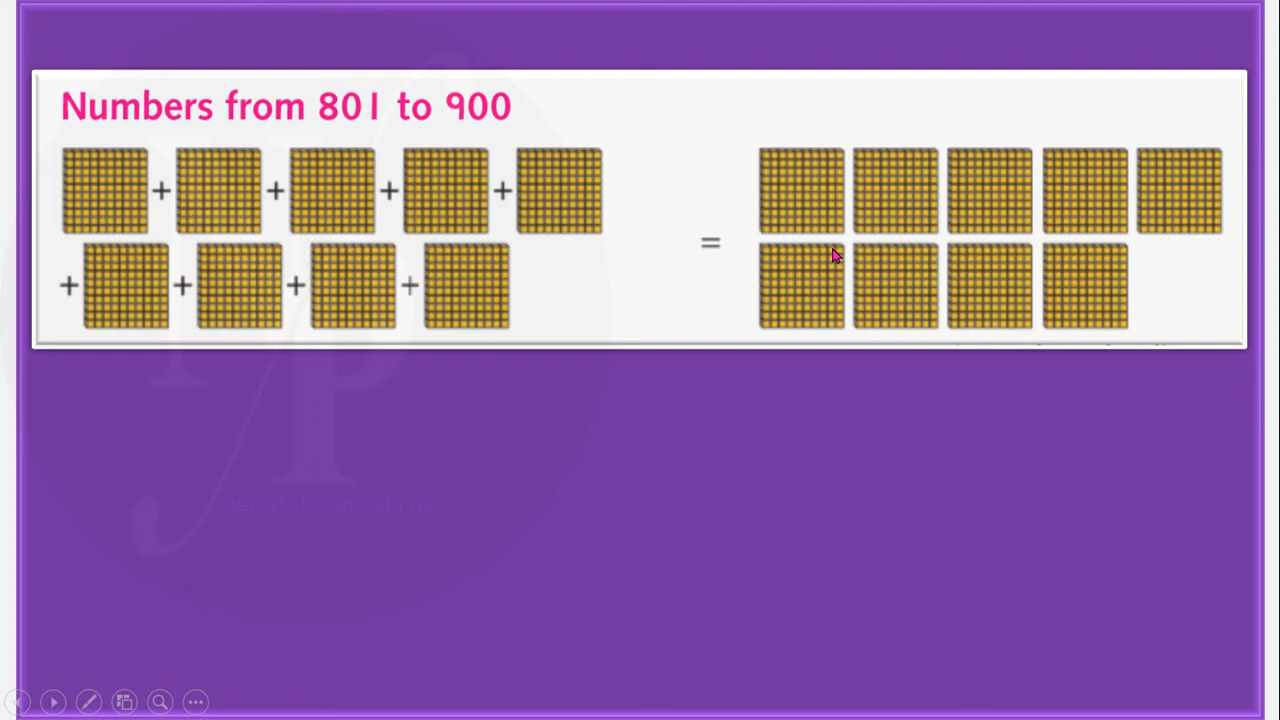 Numbers from 801 to 900
+ + + +
=
+ + + +